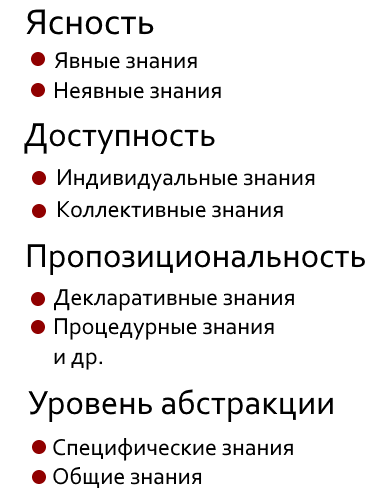 Ясность
Явные знания
Неявные знания
Доступность
Индивидуальные знания
Коллективные знания
Пропозициональность
Декларативные знания
Процедурные знания
и др.
Уровень абстракции
Специфические знания
Общие знания